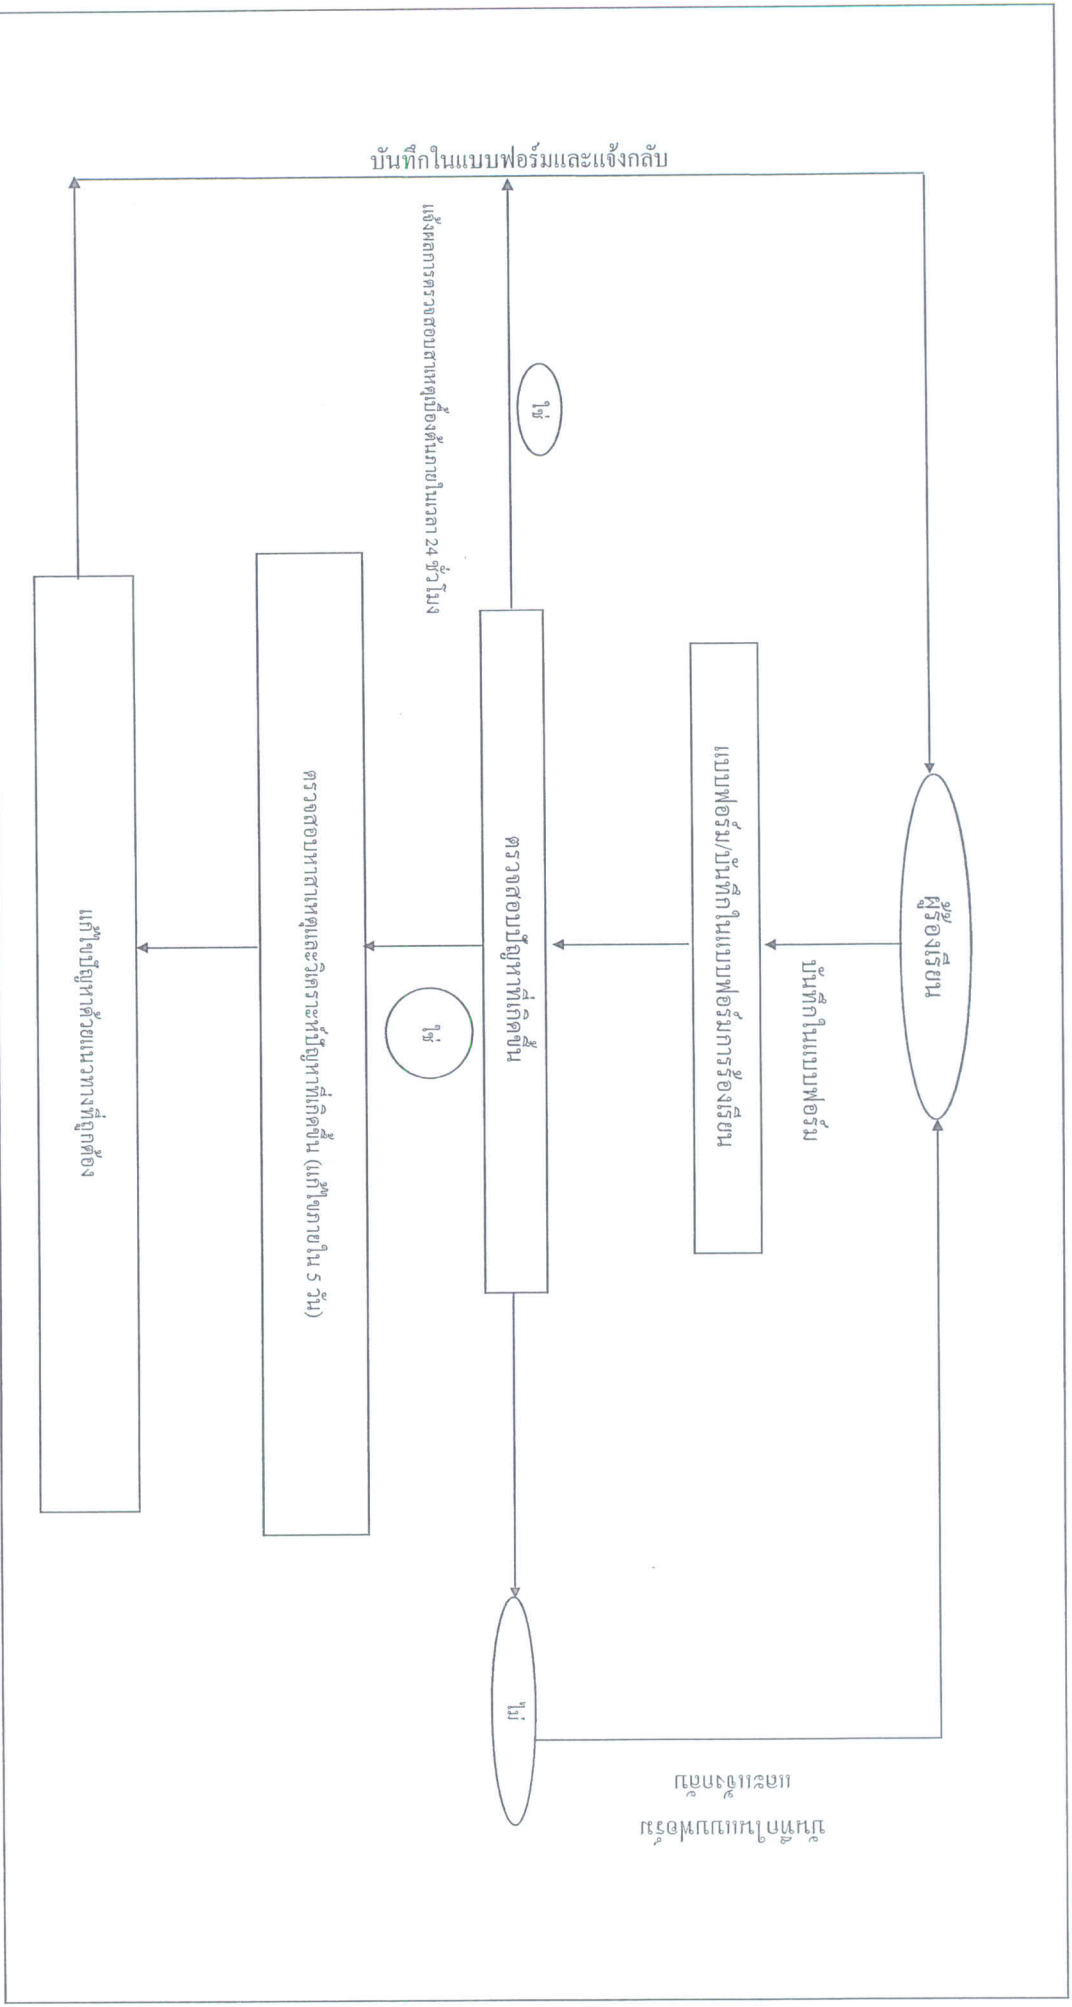 ผู้ร้องเรียน
บันทึกในแบบฟอร์ม
แบบฟอร์ม/บันทึกในแบบฟอร์มการร้องเรียน
ตรวจสอบปัญหาที่เกิดขึ้น
ใช่
แจ้งผลการตรวจสอบสาเหตุเบื้องต้นภายในเวลา 24 ชั่วโมง
บันทึกในแบบฟอร์มและแจ้งกลับ
ไม่
บันทึกในแบบฟอร์ม
และแจ้งกลับ
ใช่
ตรวจสอบหาสาเหตุและวิเคราะห์ปัญหาที่เกิดขึ้น (แก้ไขภายใน 5 วัน)
แก้ไขปัญหาด้วยแนวทางที่ถูกต้อง